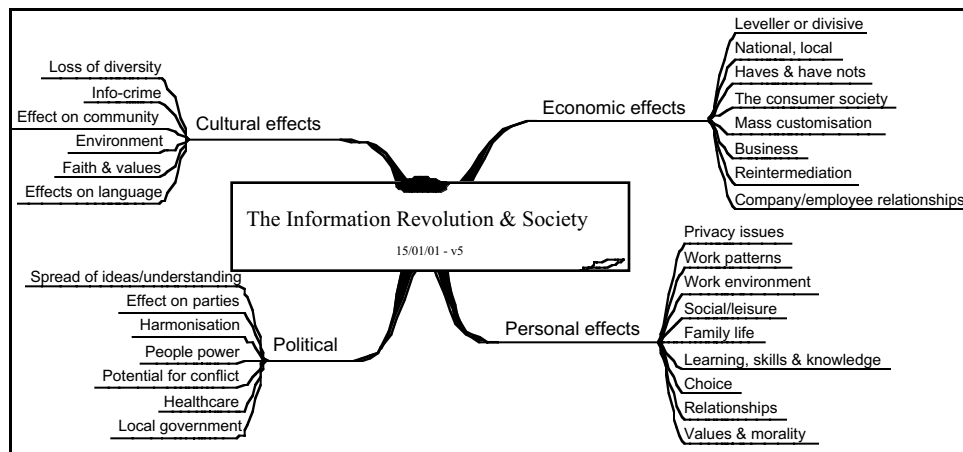 The Information Revolution & Society
15/01/01 - v5
Cultural effects
Loss of diversity
Info-crime
Effect on community
Environment
Faith & values
Effects on language
Economic effects
Leveller or divisive
National, local
Haves & have nots
The consumer society
Mass customisation
Business
Reintermediation
Company/employee relationships
Political
Spread of ideas/understanding
Effect on parties
Harmonisation
People power
Potential for conflict
Healthcare
Local government
Personal effects
Privacy issues
Work patterns
Work environment
Social/leisure
Family life
Learning, skills & knowledge
Choice
Relationships
Values & morality